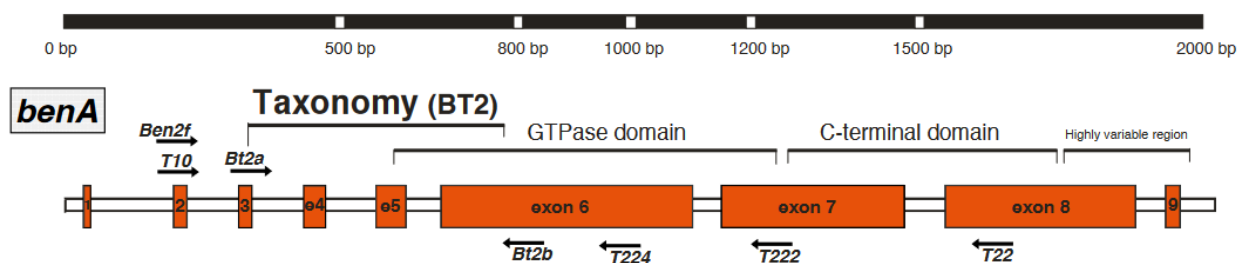 0 bp 500 bp 800 bp 1000 bp 1200 bp 1500 bp 2000 bp
benA
Taxonomy (BT2)
Ben2f
GTPase domain
C-terminal domain
Highly variable region
T10
Bt2a
1 2 3 e4 e5 exon 6 exon 7 exon 8 9
Bt2b T224 T222 T22